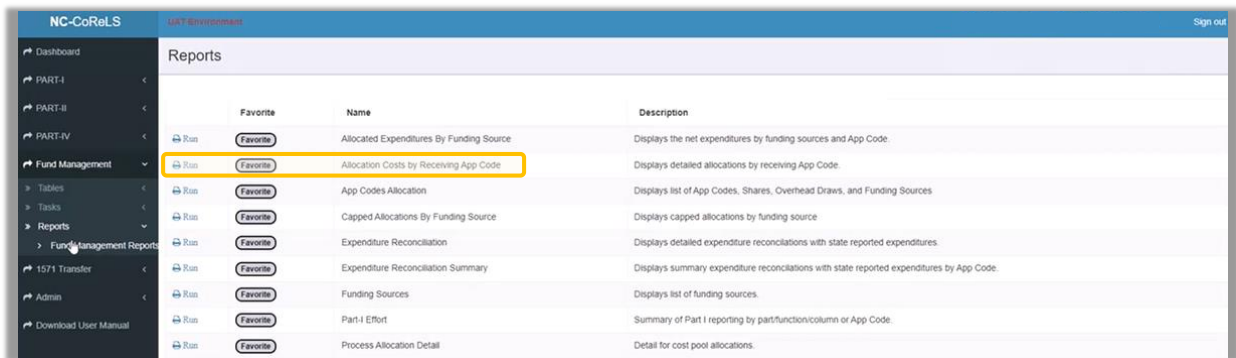 NC-CoReLS UAT Environment Sign out
Dashboard
Reports
PART-I
PART-II
Favorite Name Description
PART-IV
Run Favorite Allocated Expenditures By Funding Source Displays the net expenditures by funding sources and App Code.
Fund Management
Run Favorite Allocation Costs by Receiving App Code Displays detailed allocations by receiving App Code.
Tables
Run Favorite App Codes Allocation Displays list of App Codes, Shares, Overhead Draws, and Funding Sources
Tasks
Run Favorite Capped Allocations By Funding Source Displays capped allocations by funding source
Reports
Fund Management Reports
Run Favorite Expenditure Reconciliation Displays detailed expenditure reconcilations with state reported expenditures.
1571 Transfer
Run Favorite Expenditure Reconciliation Summary Displays summary expenditure reconcilations with state reported expenditures by App Code.
Admin
Run Favorite Funding Sources Displays list of funding sources.
Download User Manual
Run Favorite Part-I Effort Summary of Part I reporting by part/function/column or App Code.
Run Favorite Process Allocation Detail Detail for cost pool allocations.